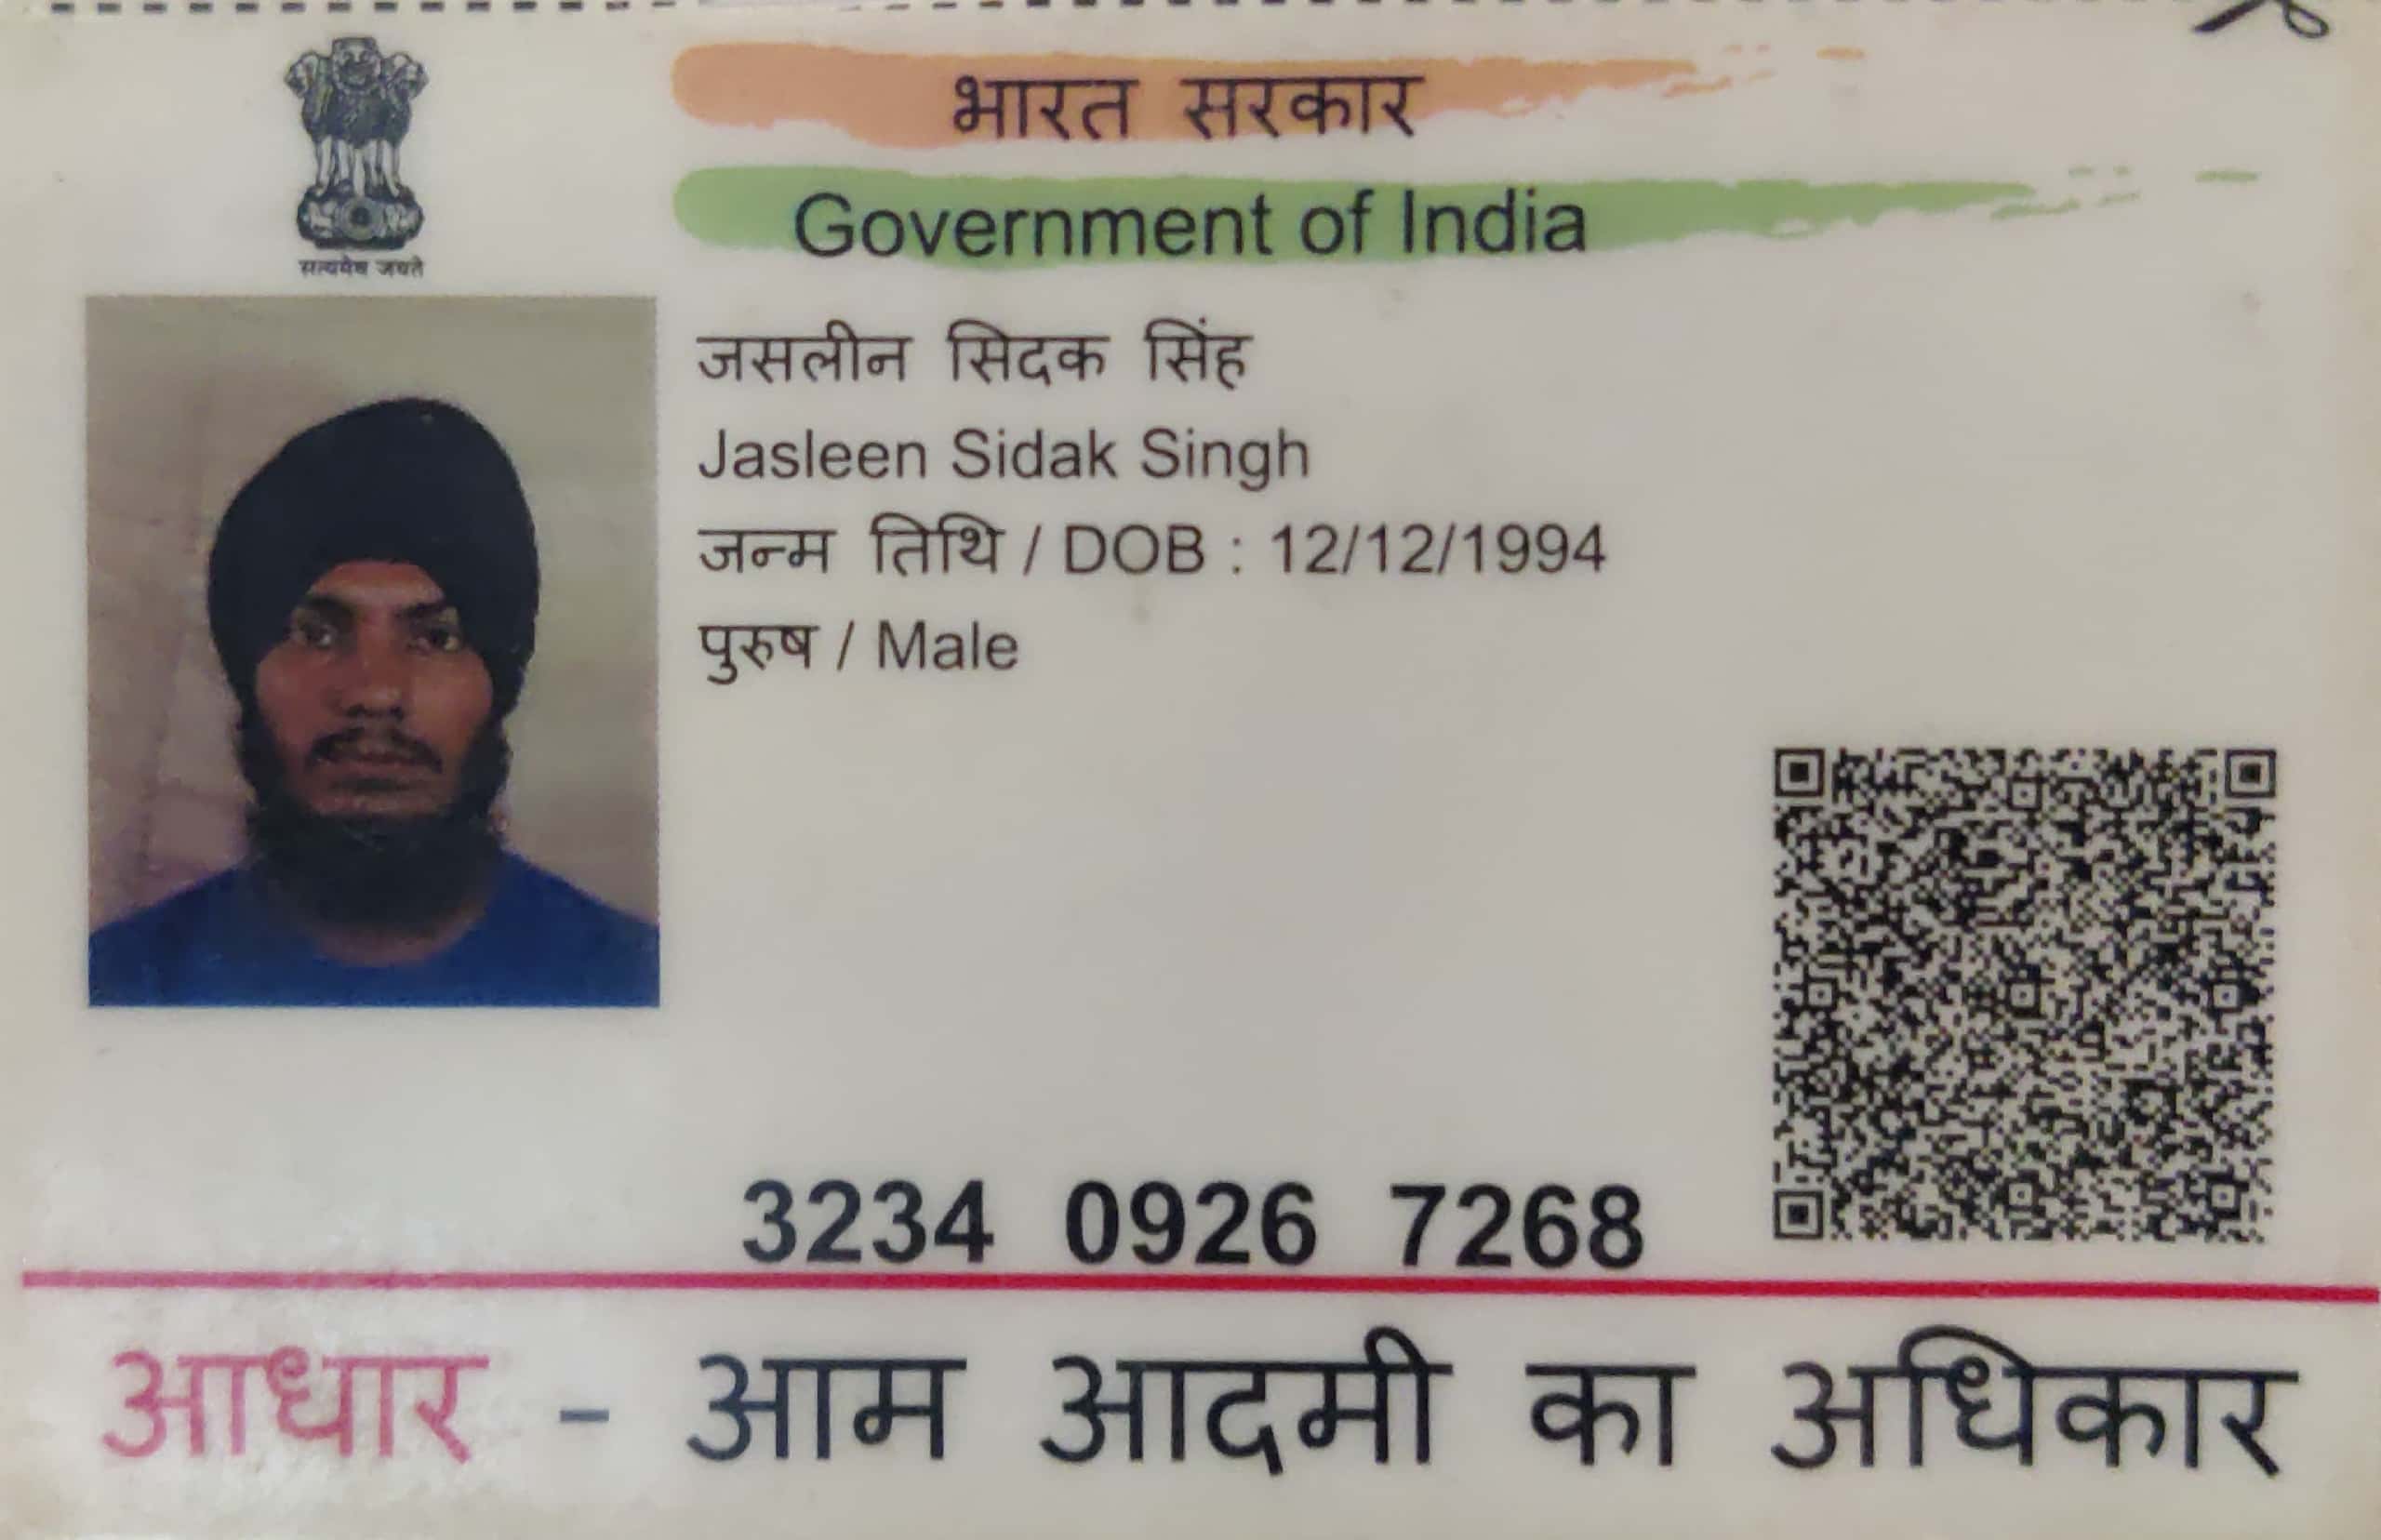 भारत सरकार
Government of India
सत्यमेव जयते
जसलीन सिदक सिंह
Jasleen Sidak Singh
जन्म तिथि / DOB : 12/12/1994
पुरुष / Male
3234 0926 7268
आधार - आम आदमी का अधिकार